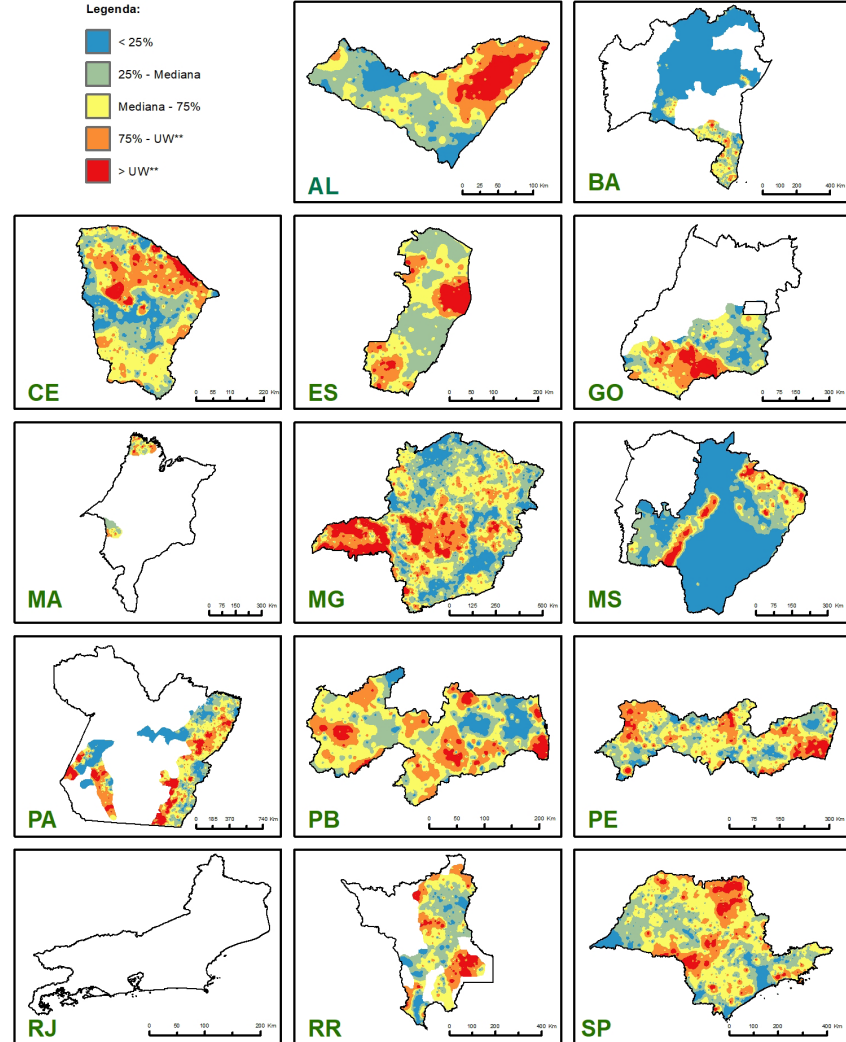 Legenda:
< 25%
25% - Mediana
Mediana - 75%
75% - UW**
> UW**
AL
0 25 50 100 Km
BA
0 100 200 400 Km
CE
0 55 110 220 Km
ES
0 50 100 200 Km
GO
0 75 150 300 Km
MA
0 75 150 300 Km
MG
0 125 250 500 Km
MS
0 75 150 300 Km
PA
0 185 370 740 Km
PB
0 50 100 200 Km
PE
0 75 150 300 Km
RJ
0 50 100 200 Km
RR
0 100 200 400 Km
SP
0 100 200 400 Km